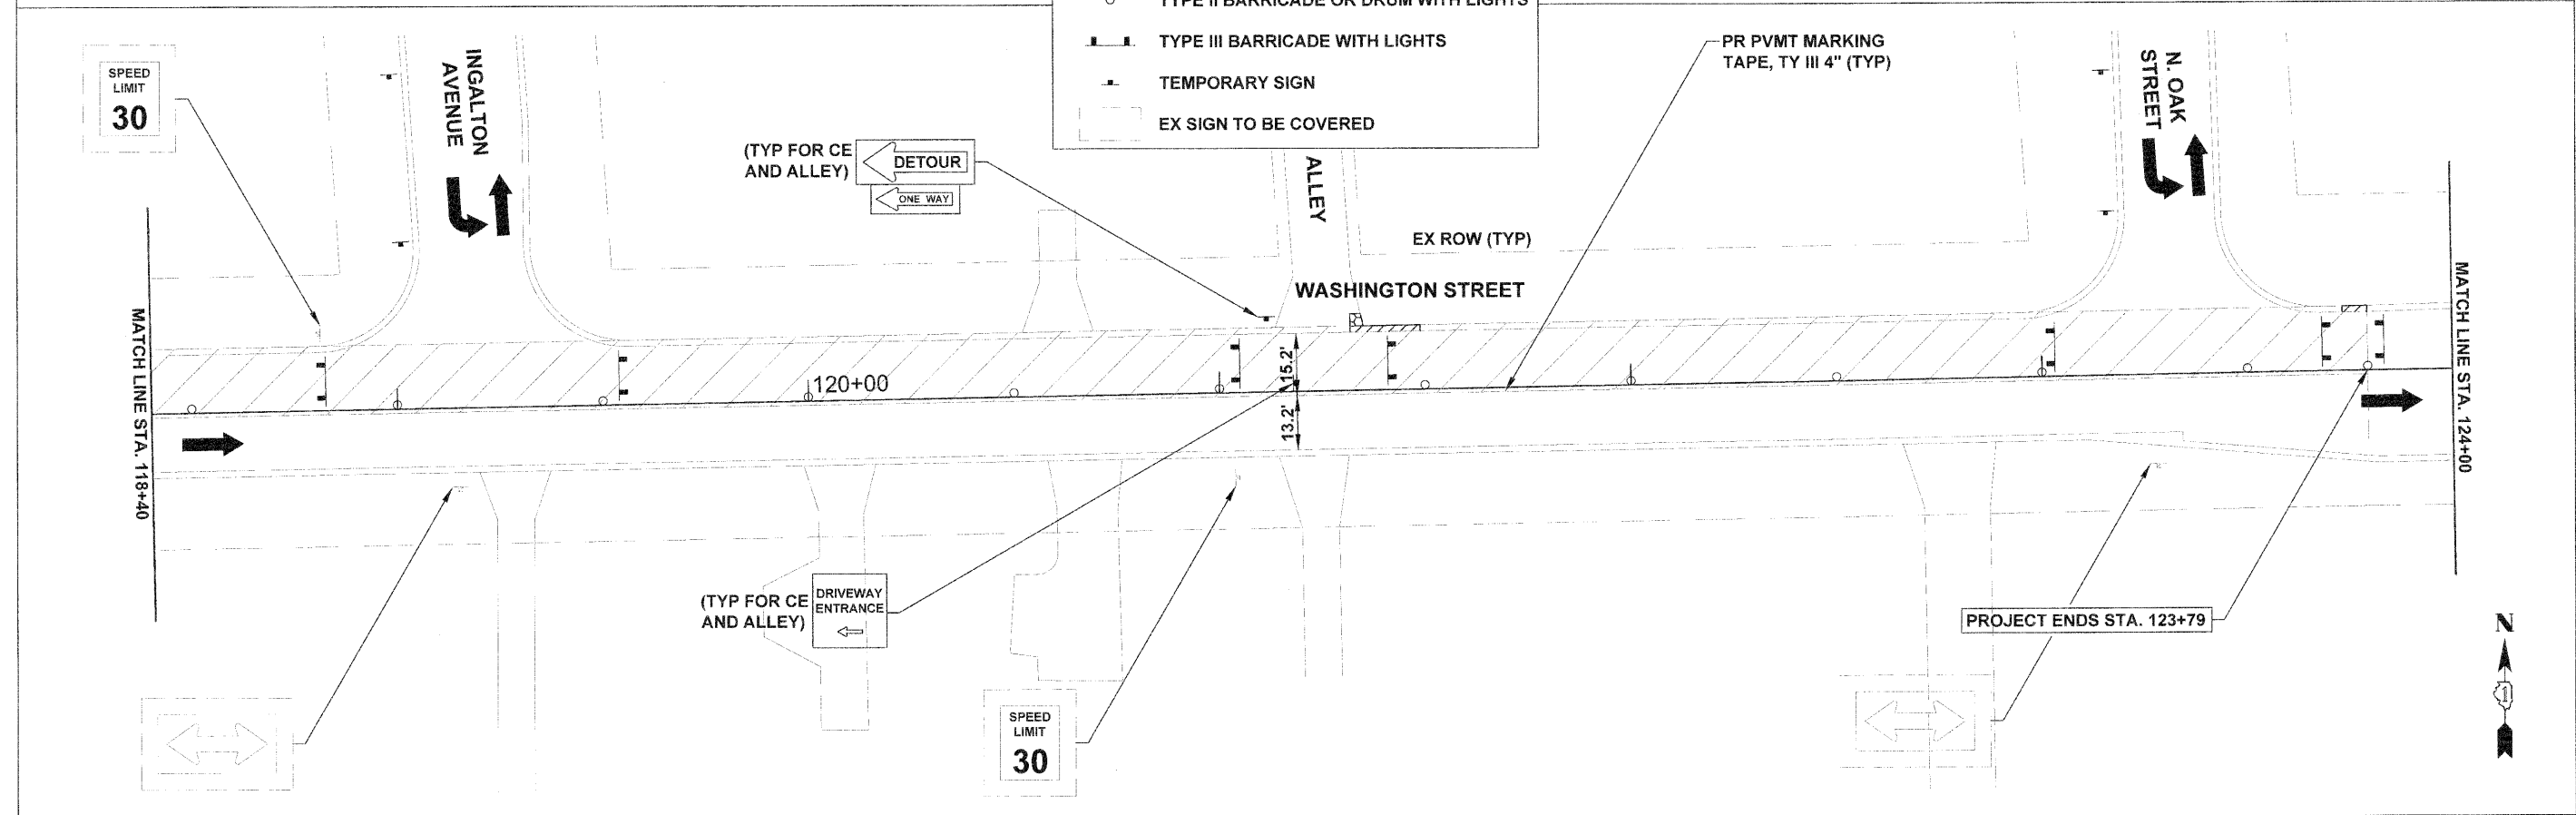 TYPE II BARRICADE OR DRUM WITH LIGHTS
TYPE III BARRICADE WITH LIGHTS
TEMPORARY SIGN
EX SIGN TO BE COVERED
PR PVMT MARKING
TAPE, TY III 4" (TYP)
SPEED
LIMIT
30
INGALTON
AVENUE
(TYP FOR CE
AND ALLEY)
DETOUR
ONE WAY
ALLEY
N. OAK
STREET
EX ROW (TYP)
WASHINGTON STREET
MATCH LINE STA. 118+40
120+00
15.2'
13.2'
MATCH LINE STA. 124+00
(TYP FOR CE
AND ALLEY)
DRIVEWAY
ENTRANCE
SPEED
LIMIT
30
PROJECT ENDS STA. 123+79
N
1